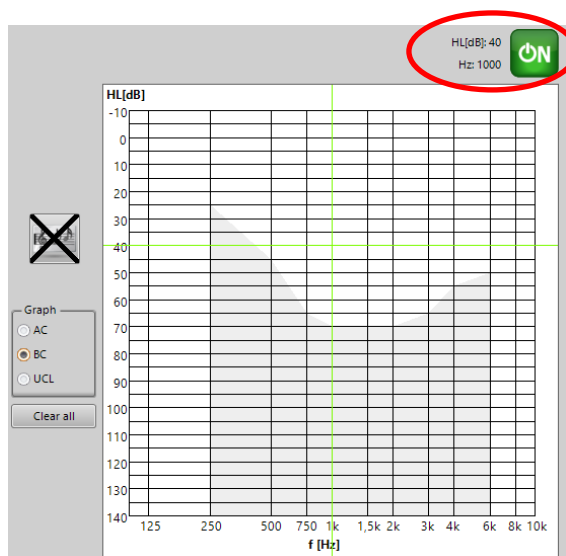 HL[dB]: 40
Hz: 1000
ON
HL[dB]
-10
0
10
20
30
40
50
60
70
80
90
100
110
120
130
140
125 250 500 750 1k 1,5k 2k 3k 4k 6k 8k 10k
f [Hz]
Graph
AC
BC
UCL
Clear all